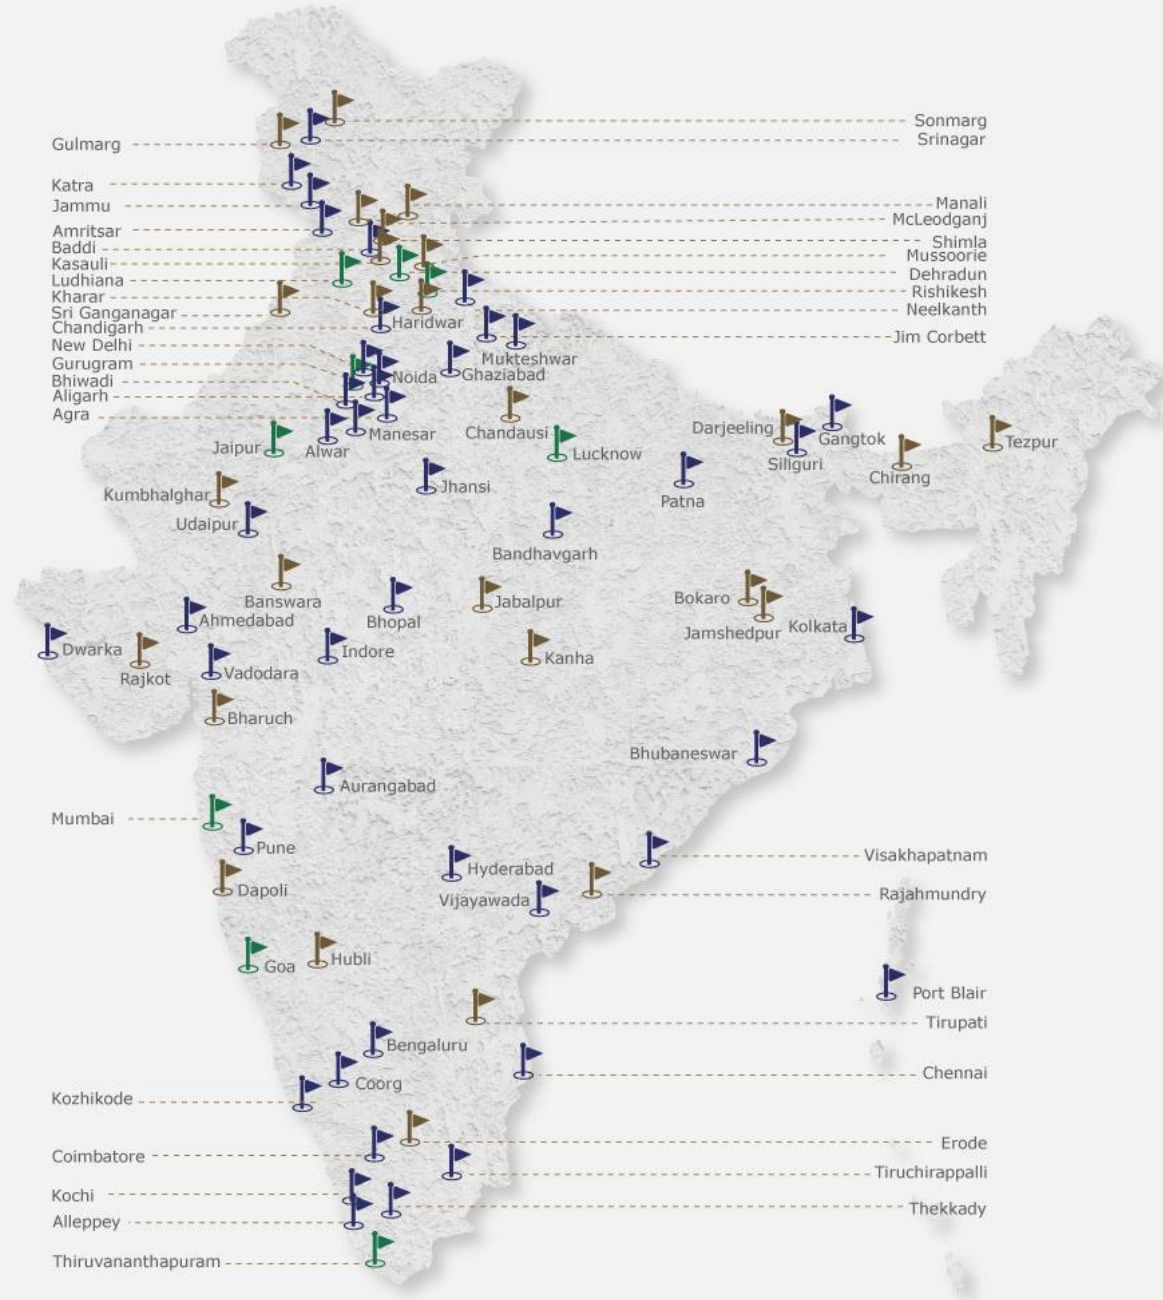 Sonmarg
Srinagar
Gulmarg
Katra
Jammu
Manali
McLeodganj
Amritsar
Shimla
Baddi
Mussoorie
Kasauli
Dehradun
Ludhiana
Rishikesh
Kharar
Neelkanth
Sri Ganganagar
Haridwar
Chandigarh
Jim Corbett
New Delhi
Mukteshwar
Gurugram
Noida
Ghaziabad
Bhiwadi
Aligarh
Agra
Chandausi
Manesar
Darjeeling
Gangtok
Tezpur
Jaipur
Alwar
Lucknow
Siliguri
Chirang
Jhansi
Kumbhalghar
Patna
Udaipur
Bandhavgarh
Banswara
Jabalpur
Bokaro
Ahmedabad
Bhopal
Jamshedpur
Kolkata
Dwarka
Indore
Kanha
Rajkot
Vadodara
Bharuch
Bhubaneswar
Aurangabad
Mumbai
Pune
Visakhapatnam
Hyderabad
Dapoli
Rajahmundry
Vijayawada
Hubli
Goa
Port Blair
Tirupati
Bengaluru
Chennai
Coorg
Kozhikode
Erode
Coimbatore
Tiruchirappalli
Kochi
Thekkady
Alleppey
Thiruvananthapuram